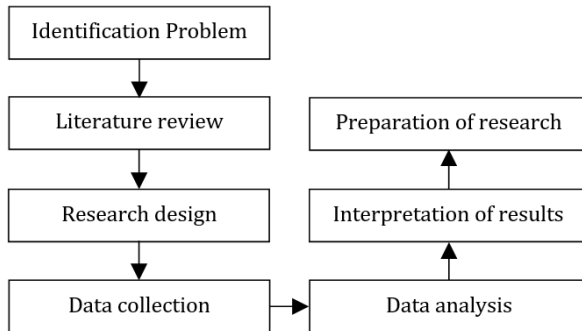 Identification Problem
Literature review
Research design
Data collection
Data analysis
Interpretation of results
Preparation of research